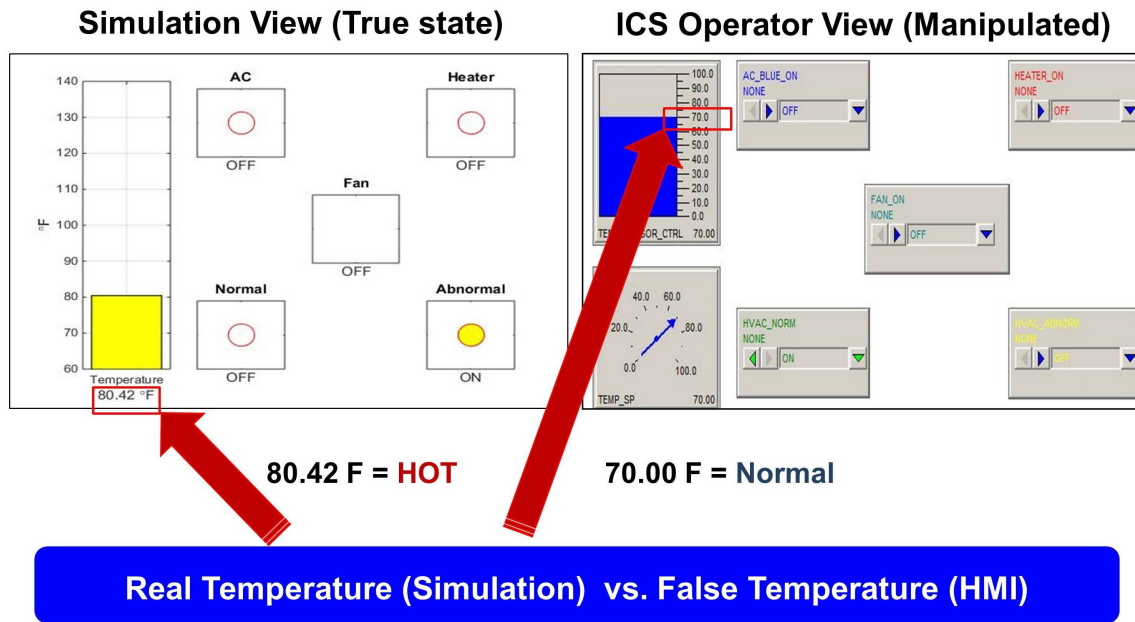 Simulation View (True state)
ICS Operator View (Manipulated)
140
130
120
110
100
90
80
70
60
°F
Temperature
80.42 °F
AC
OFF
Heater
OFF
Fan
OFF
Normal
OFF
Abnormal
ON
100.0
90.0
80.0
70.0
60.0
50.0
40.0
30.0
20.0
10.0
0.0
70.00
AC_BLUE_ON
NONE
OFF
HEATER_ON
NONE
OFF
FAN_ON
NONE
OFF
0.0
20.0
40.0
60.0
80.0
100.0
TEMP_SP 70.00
HVAC_NORM
NONE
ON
HVAC_ABNORM
NONE
OFF
80.42 F = HOT
70.00 F = Normal
Real Temperature (Simulation) vs. False Temperature (HMI)